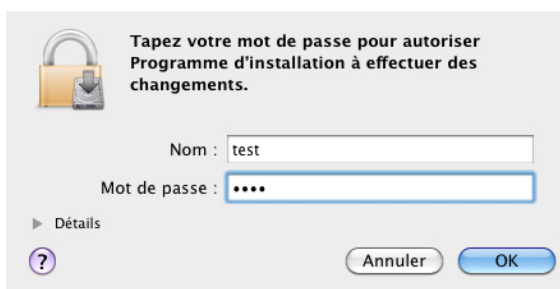 Tapez votre mot de passe pour autoriser
Programme d'installation à effectuer des
changements.
Nom : test
Mot de passe : ••••
Détails
?
Annuler OK